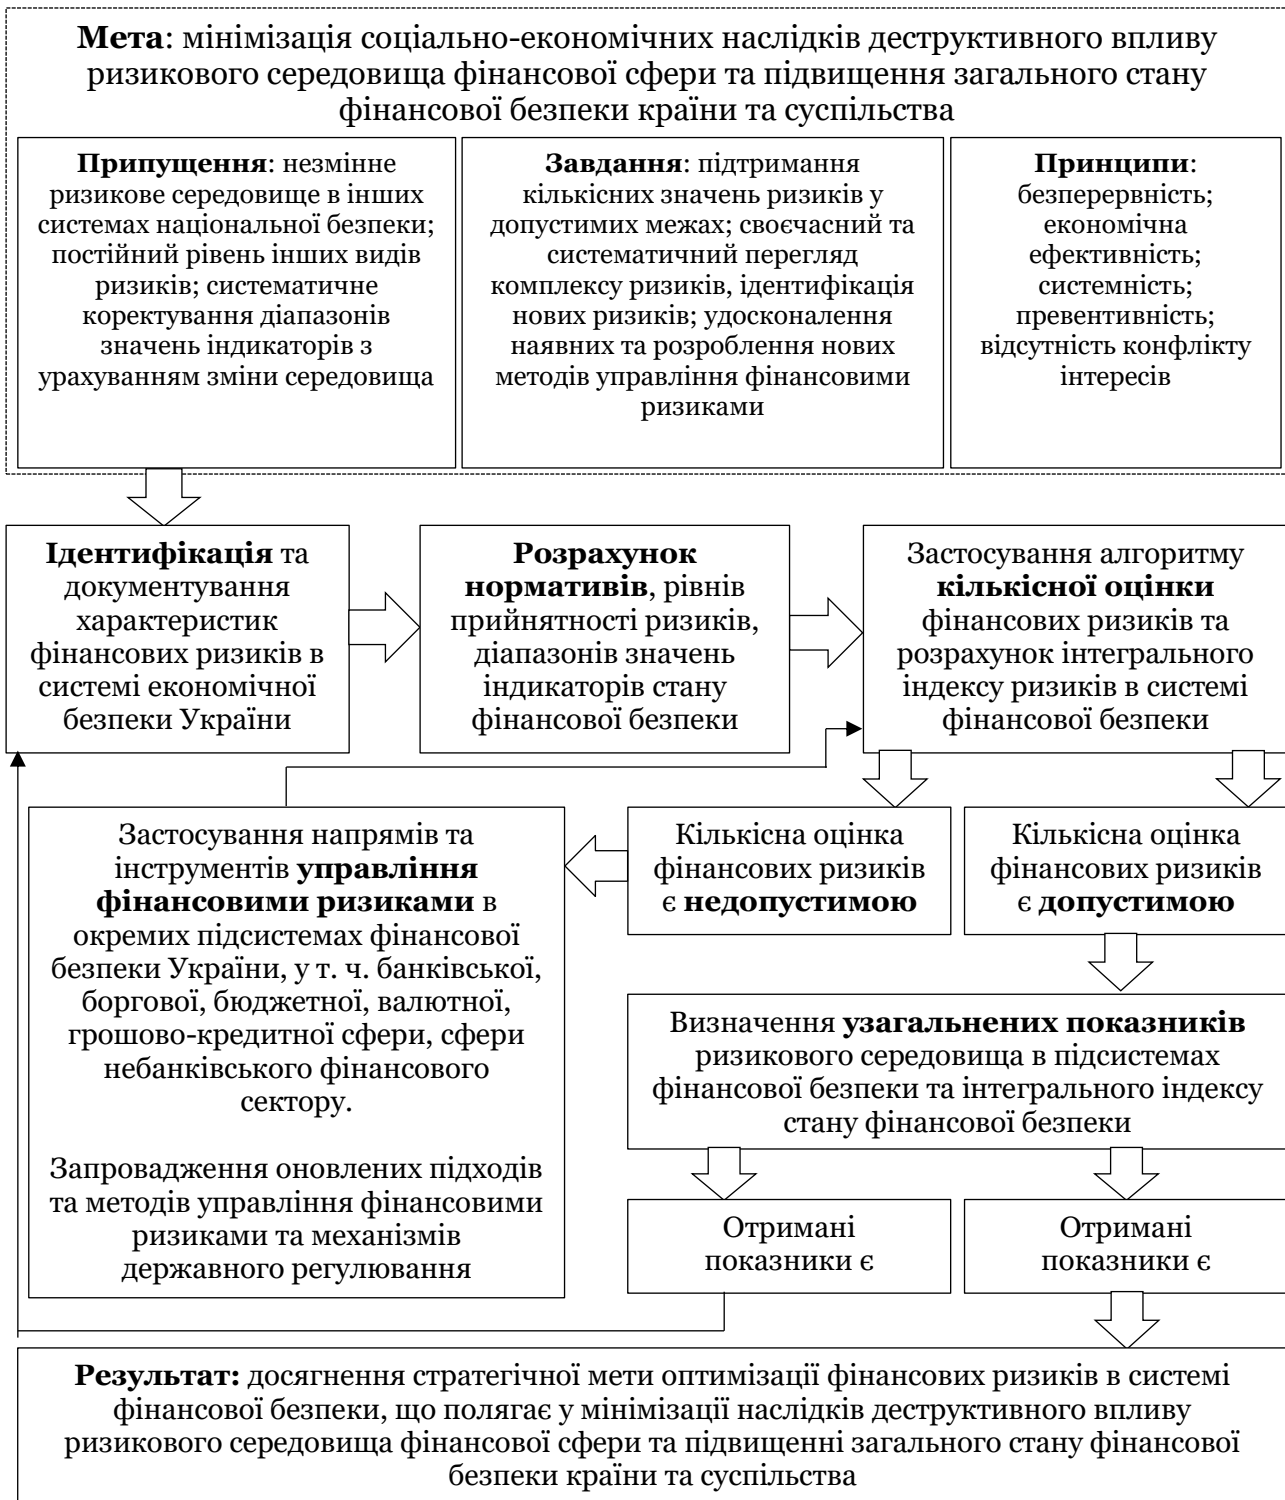 Мета: мінімізація соціально-економічних наслідків деструктивного впливу
ризикового середовища фінансової сфери та підвищення загального стану
фінансової безпеки країни та суспільства
Припущення: незмінне
ризикове середовище в інших
системах національної безпеки;
постійний рівень інших видів
ризиків; систематичне
коректування діапазонів
значень індикаторів з
урахуванням зміни середовища
Завдання: підтримання
кількісних значень ризиків у
допустимих межах; своєчасний та
систематичний перегляд
комплексу ризиків, ідентифікація
нових ризиків; удосконалення
наявних та розроблення нових
методів управління фінансовими
ризиками
Принципи:
безперервність;
економічна
ефективність;
системність;
превентивність;
відсутність конфлікту
інтересів
Ідентифікація та
документування
характеристик
фінансових ризиків в
системі економічної
безпеки України
Розрахунок
нормативів, рівнів
прийнятності ризиків,
діапазонів значень
індикаторів стану
фінансової безпеки
Застосування алгоритму
кількісної оцінки
фінансових ризиків та
розрахунок інтегрального
індексу ризиків в системі
фінансової безпеки
Застосування напрямів та
інструментів управління
фінансовими ризиками в
окремих підсистемах фінансової
безпеки України, у т. ч. банківської,
боргової, бюджетної, валютної,
грошово-кредитної сфери, сфери
небанківського фінансового
сектору.
Запровадження оновлених підходів
та методів управління фінансовими
ризиками та механізмів
державного регулювання
Кількісна оцінка
фінансових ризиків
є недопустимою
Кількісна оцінка
фінансових ризиків
є допустимою
Визначення узагальнених показників
ризикового середовища в підсистемах
фінансової безпеки та інтегрального індексу
стану фінансової безпеки
Отримані
показники є
Отримані
показники є
Результат: досягнення стратегічної мети оптимізації фінансових ризиків в системі
фінансової безпеки, що полягає у мінімізації наслідків деструктивного впливу
ризикового середовища фінансової сфери та підвищенні загального стану фінансової
безпеки країни та суспільства